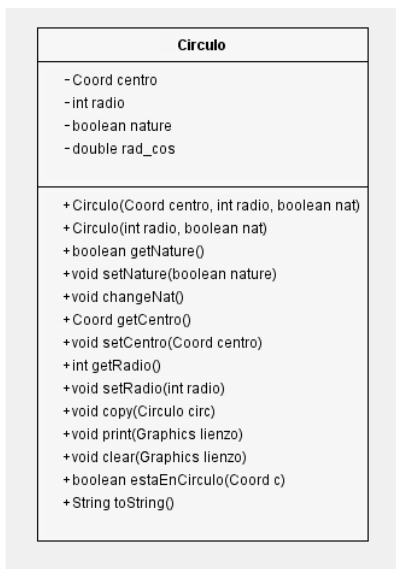 Circulo
- Coord centro
- int radio
- boolean nature
- double rad_cos
+ Circulo(Coord centro, int radio, boolean nat)
+ Circulo(int radio, boolean nat)
+ boolean getNature()
+ void setNature(boolean nature)
+ void changeNat()
+ Coord getCentro()
+ void setCentro(Coord centro)
+ int getRadio()
+ void setRadio(int radio)
+ void copy(Circulo circ)
+ void print(Graphics lienzo)
+ void clear(Graphics lienzo)
+ boolean estaEnCirculo(Coord c)
+ String toString()